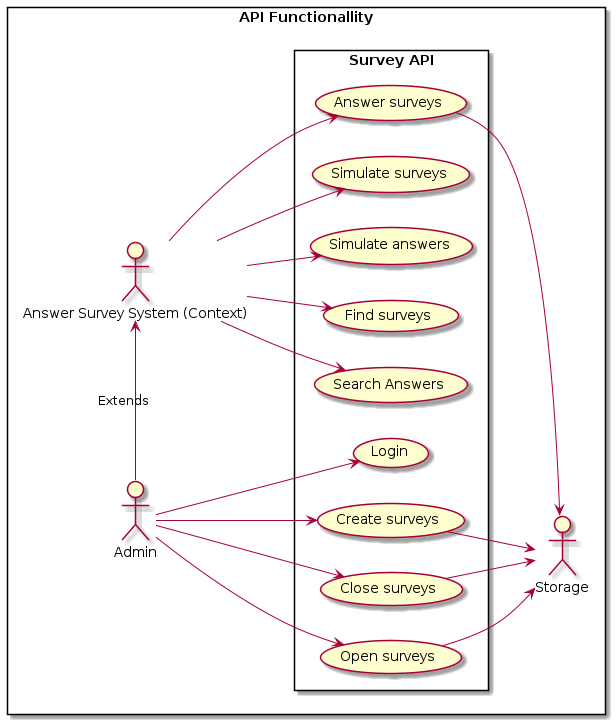 API Functionallity
Survey API
Answer surveys
Simulate surveys
Simulate answers
Answer Survey System (Context)
Find surveys
Search Answers
Extends
Login
Create surveys
Admin
Close surveys
Storage
Open surveys